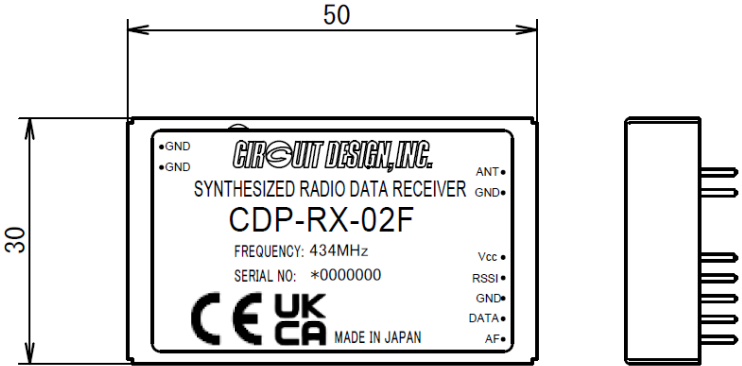 50
30
GND
GND
CIRCUIT DESIGN, INC.
ANT
SYNTHESIZED RADIO DATA RECEIVER
GND
CDP-RX-02F
FREQUENCY: 434MHz
Vcc
SERIAL NO: *0000000
RSSI
GND
CE UK CA
DATA
MADE IN JAPAN
AF